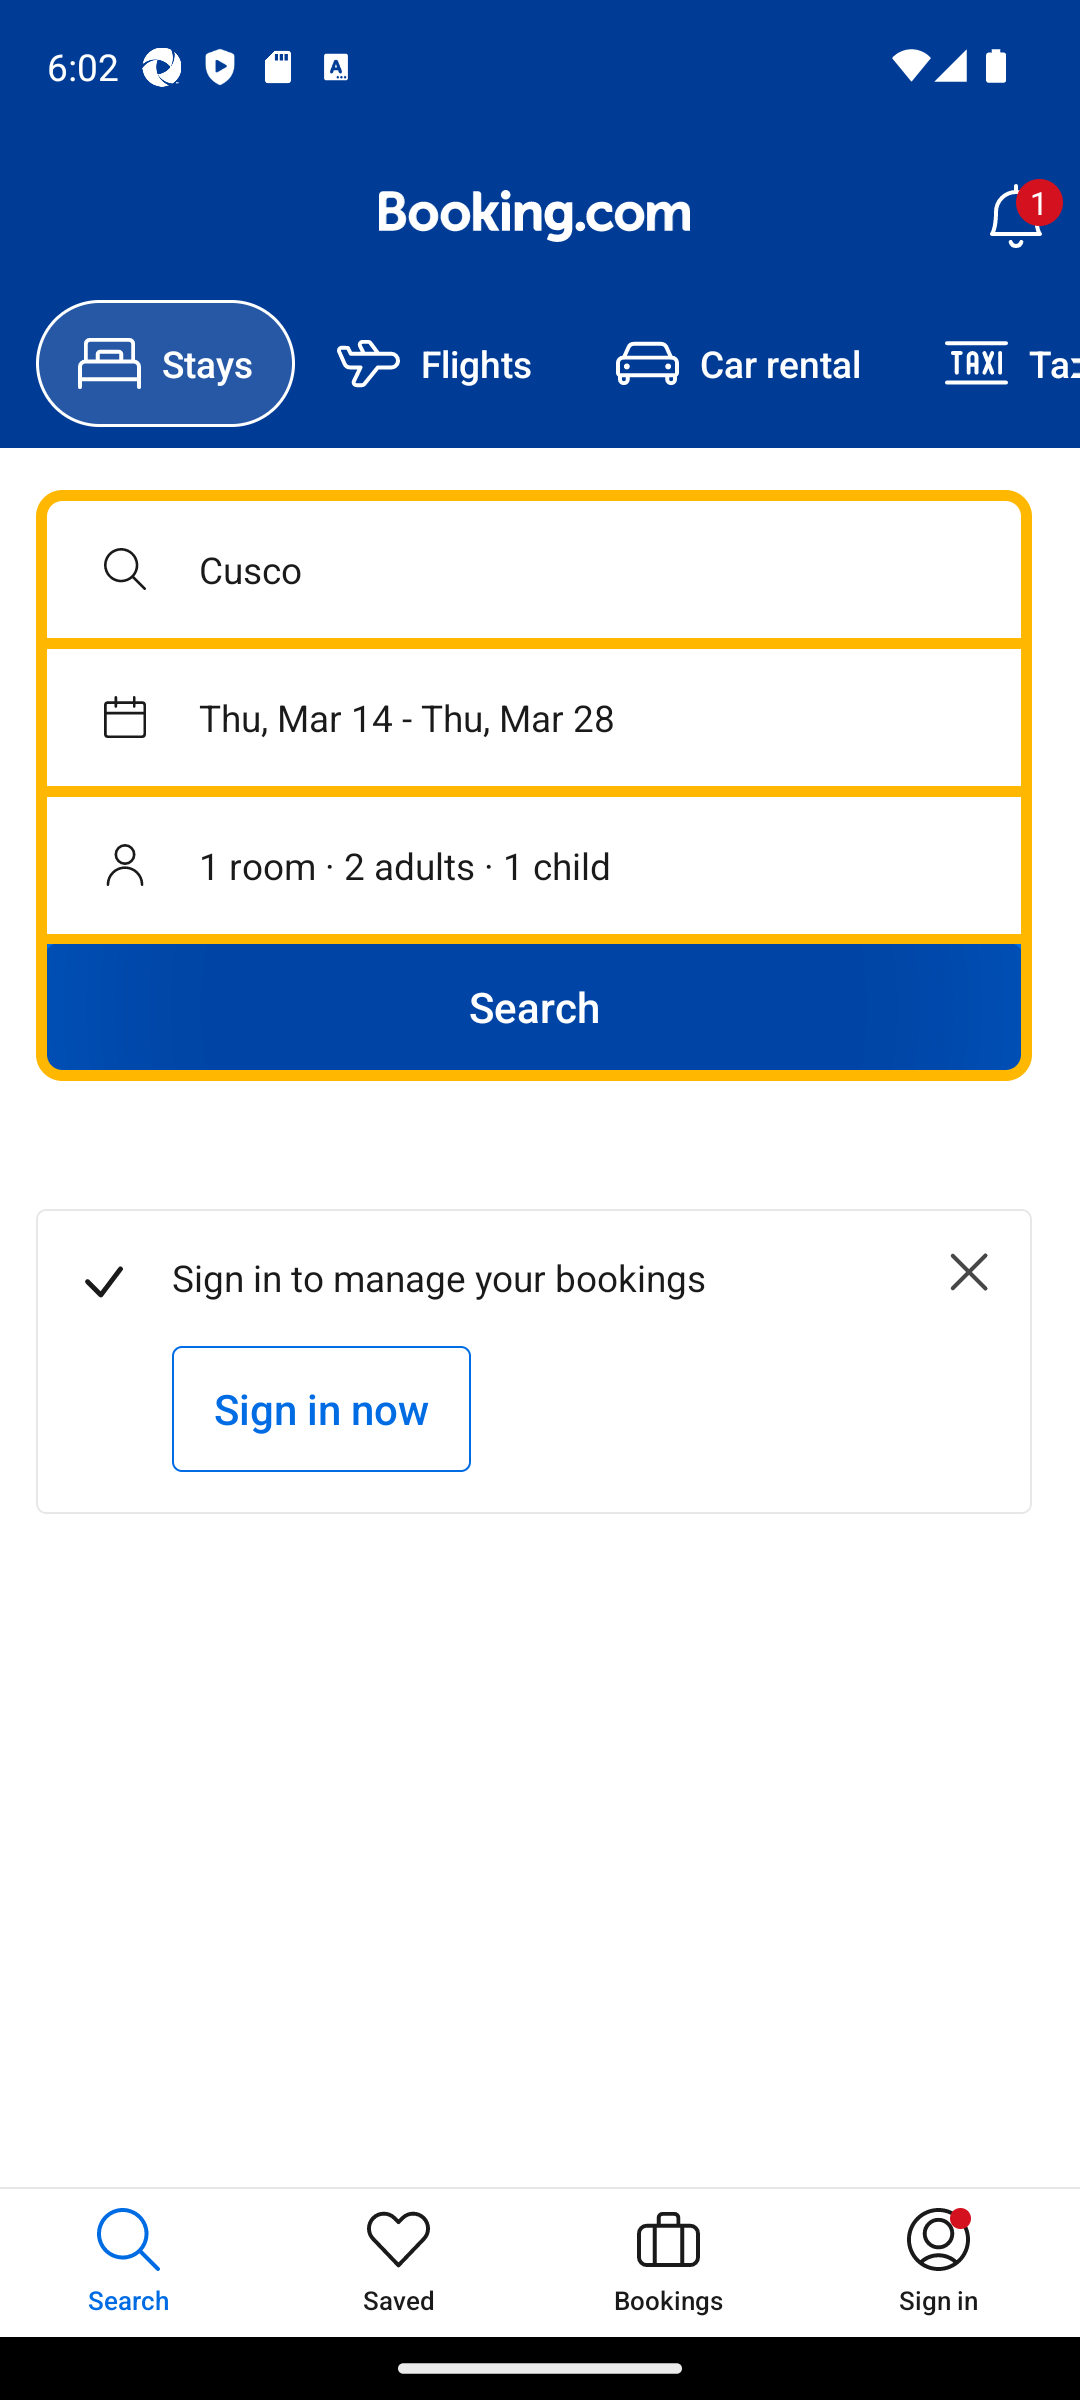 6:02
Booking.com
1
Stays
Flights
Car rental
TAXI
Cusco
Thu, Mar 14 - Thu, Mar 28
1 room · 2 adults · 1 child
Search
Sign in to manage your bookings
Sign in now
Search
Saved
Bookings
Sign in